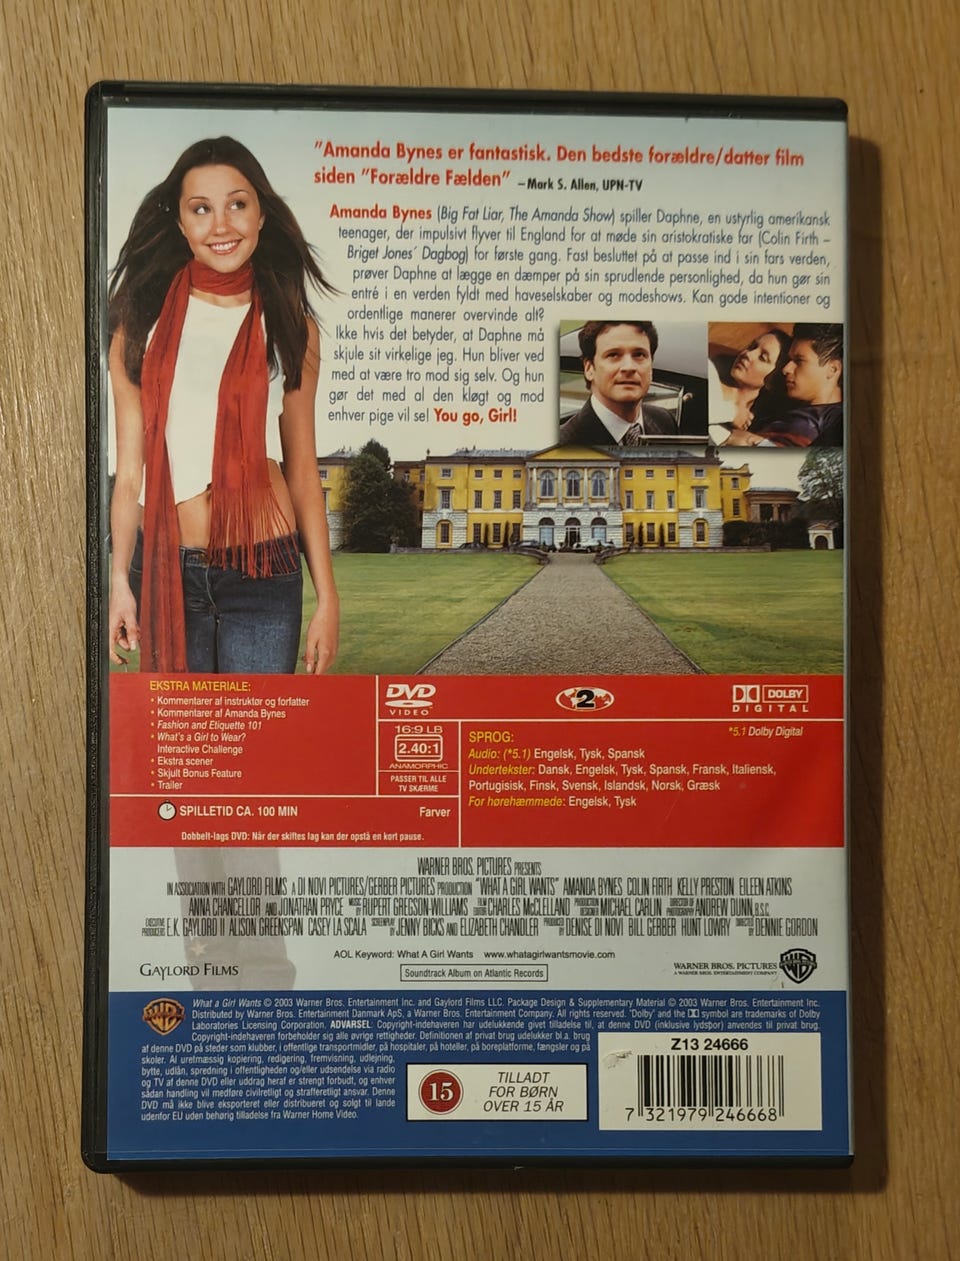 "Amanda Bynes er fantastisk. Den bedste forældre/datter film
siden "Forældre Fælden" –Mark S. Allen, UPN-TV
Amanda Bynes (Big Fat Liar, The Amanda Show) spiller Daphne, en ustyrlig amerikansk
teenager, der impulsivt flyver til England for at møde sin aristokratiske far (Colin Firth –
Briget Jones´ Dagbog) for første gang. Fast besluttet på at passe ind i sin fars verden,
prøver Daphne at lægge en dæmper på sin sprudlende personlighed, da hun gør sin
entré i en verden fyldt med haveselskaber og modeshows. Kan gode intentioner og
ordentlige manerer overvinde alt?
Ikke hvis det betyder, at Daphne må
skjule sit virkelige jeg. Hun bliver ved
med at være tro mod sig selv. Og hun
gør det med al den kløgt og mod
enhver pige vil se! You go, Girl!
EKSTRA MATERIALE:
• Kommentarer af instruktør og forfatter
• Kommentarer af Amanda Bynes
• Fashion and Etiquette 101
• What's a Girl to Wear?
Interactive Challenge
• Ekstra scener
• Skjult Bonus Feature
• Trailer
SPILLETID CA. 100 MIN
Farver
Dobbelt-lags DVD: Når der skiftes lag kan der opstå en kort pause.
DVD
VIDEO
2
DOLBY
DIGITAL
16:9 LB
2.40:1
ANAMORPHIC
PASSER TIL ALLE
TV SKÆRME
*5.1 Dolby Digital
SPROG:
Audio: (*5.1) Engelsk, Tysk, Spansk
Undertekster: Dansk, Engelsk, Tysk, Spansk, Fransk, Italiensk,
Portugisisk, Finsk, Svensk, Islandsk, Norsk, Græsk
For hørehæmmede: Engelsk, Tysk
WARNER BROS. PICTURES PRESENTS
IN ASSOCIATION WITH GAYLORD FILMS A DI NOVI PICTURES/GERBER PICTURES PRODUCTION "WHAT A GIRL WANTS" AMANDA BYNES COLIN FIRTH KELLY PRESTON EILEEN ATKINS
ANNA CHANCELLOR AND JONATHAN PRYCE MUSIC BY RUPERT GREGSON-WILLIAMS FILM EDITOR CHARLES McCLELLAND PRODUCTION DESIGNER MICHAEL CARLIN DIRECTOR OF PHOTOGRAPHY ANDREW DUNN, B.S.C.
EXECUTIVE PRODUCERS E.K. GAYLORD II ALISON GREENSPAN CASEY LA SCALA SCREENPLAY BY JENNY BICKS AND ELIZABETH CHANDLER PRODUCED BY DENISE DI NOVI BILL GERBER HUNT LOWRY DIRECTED BY DENNIE GORDON
AOL Keyword: What A Girl Wants www.whatagirlwantsmovie.com
GAYLORD FILMS
Soundtrack Album on Atlantic Records
WARNER BROS. PICTURES
A WARNER BROS. ENTERTAINMENT COMPANY
What a Girl Wants © 2003 Warner Bros. Entertainment Inc. and Gaylord Films LLC. Package Design & Supplementary Material © 2003 Warner Bros. Entertainment Inc.
Distributed by Warner Bros. Entertainment Danmark ApS, a Warner Bros. Entertainment Company. All rights reserved. "Dolby" and the symbol are trademarks of Dolby
Laboratories Licensing Corporation. ADVARSEL: Copyright-indehaveren har udelukkende givet tilladelse til, at denne DVD (inklusive lydspor) anvendes til privat brug.
Copyright-indehaveren forbeholder sig alle øvrige rettigheder. Definitionen af privat brug udelukker bl.a. brug
af denne DVD på steder som klubber, i offentlige transportmidler, på hospitaler, på hoteller, på boreplatforme, fængsler og på
skoler. Al uretmæssig kopiering, redigering, fremvisning, udlejning,
bytte, udlån, spredning i offentligheden og/eller udsendelse via radio
og TV af denne DVD eller uddrag heraf er strengt forbudt, og enhver
sådan handling vil medføre civilretligt og strafferetligt ansvar. Denne
DVD må ikke blive eksporteret eller distribueret og solgt til lande
udenfor EU uden behørig tilladelse fra Warner Home Video.
15
TILLADT
FOR BØRN
OVER 15 ÅR
Z13 24666
7 321979 246668